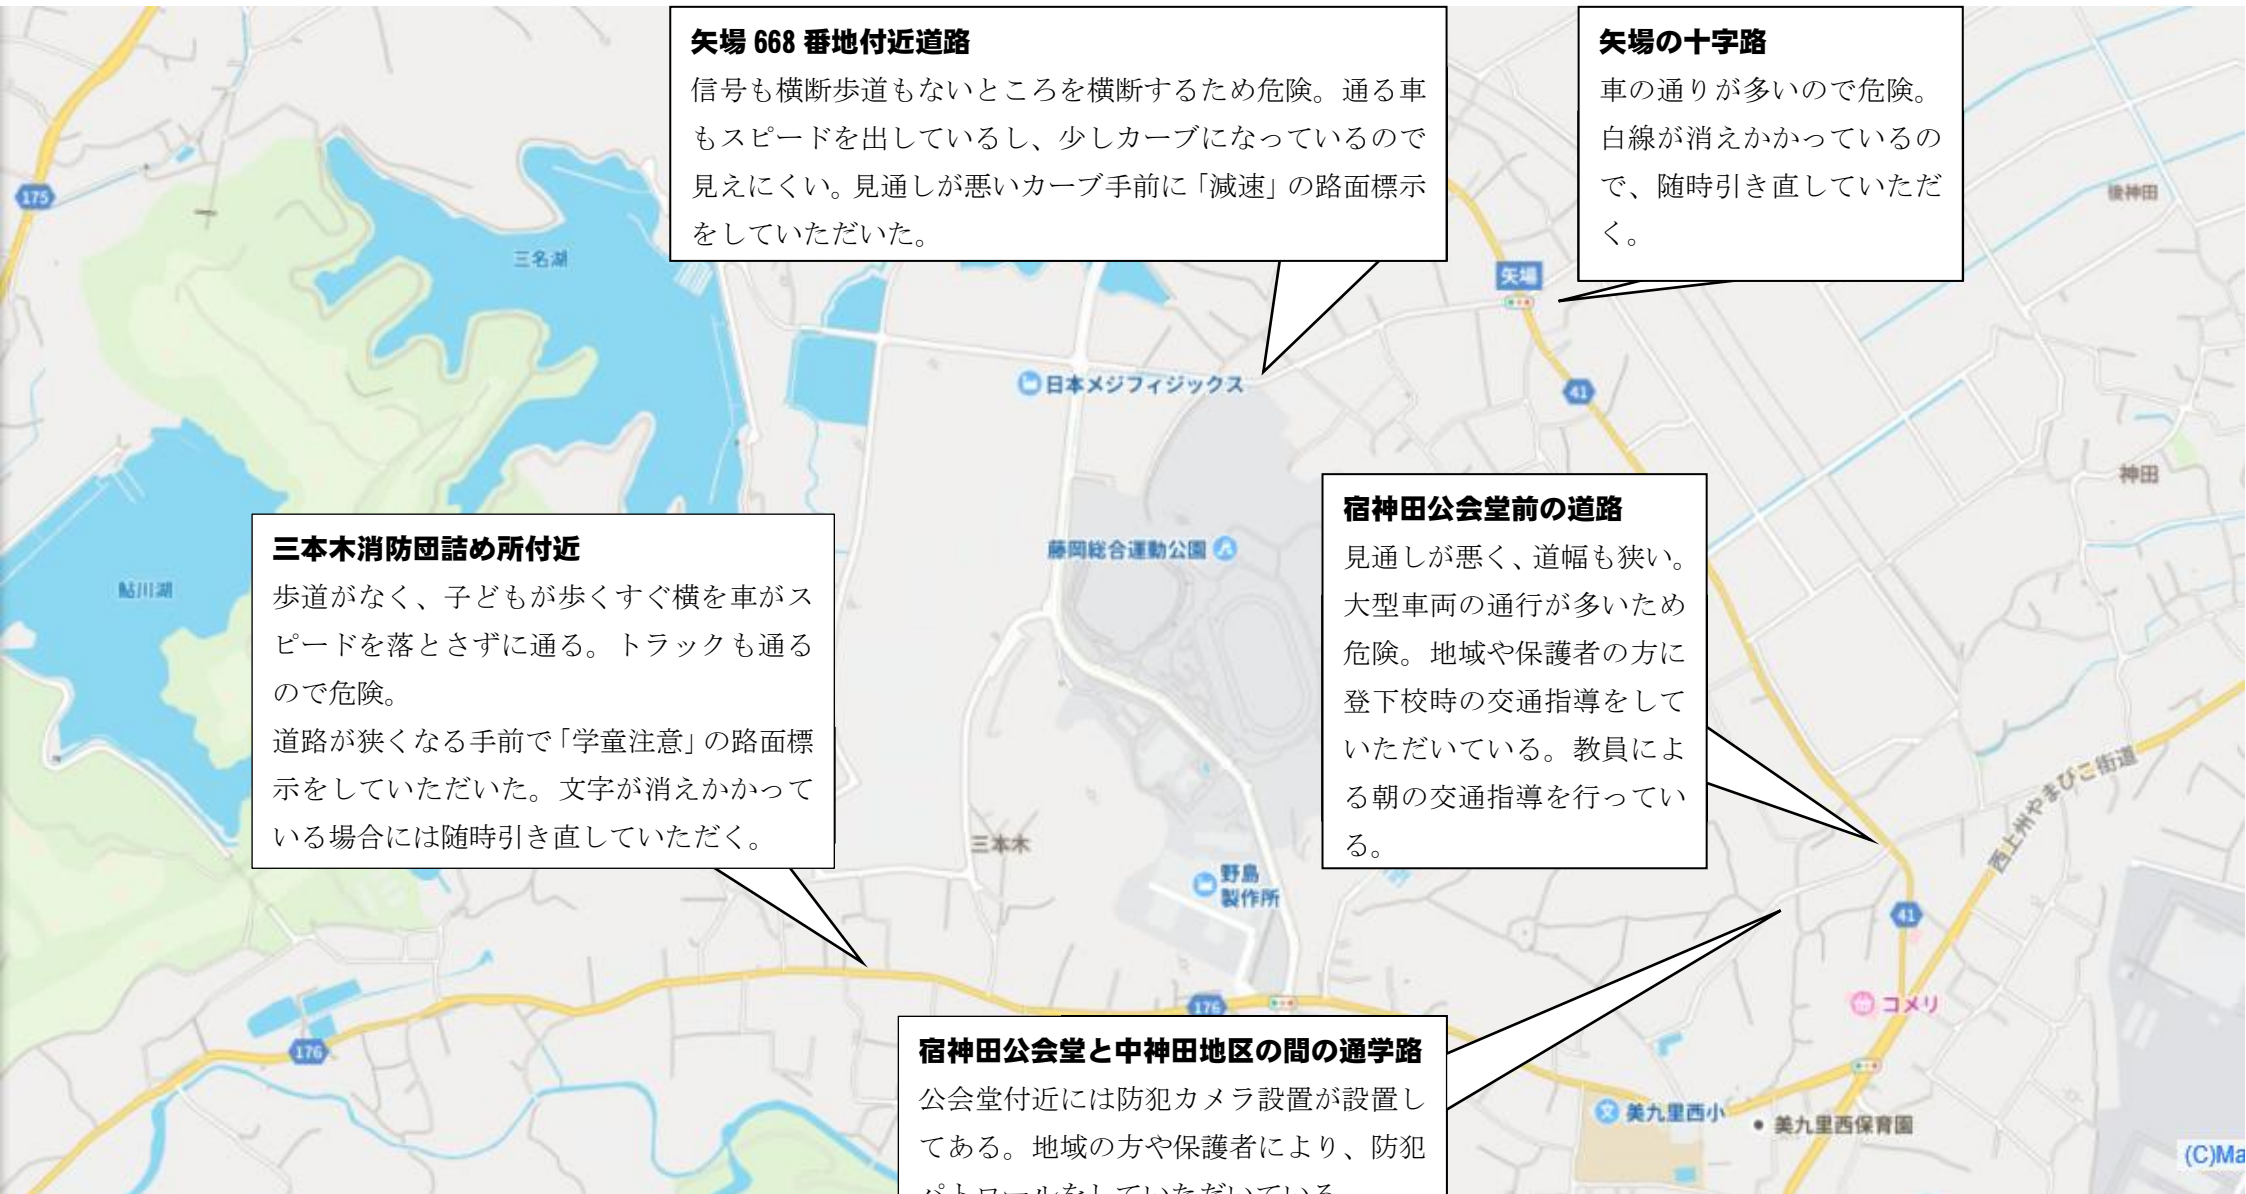 矢場 668 番地付近道路
信号も横断歩道もないところを横断するため危険。通る車
もスピードを出しているし、少しカーブになっているので
見えにくい。見通しが悪いカーブ手前に「減速」の路面標示
をしていただいた。
矢場の十字路
車の通りが多いので危険。
白線が消えかかっているの
で、随時引き直していただ
く。
175
後神田
三名湖
矢場
日本メジフィジックス
41
神田
宿神田公会堂前の道路
見通しが悪く、道幅も狭い。
大型車両の通行が多いため
危険。地域や保護者の方に
登下校時の交通指導をして
いただいている。教員によ
る朝の交通指導を行ってい
る。
三本木消防団詰め所付近
歩道がなく、子どもが歩くすぐ横を車がス
ピードを落とさずに通る。トラックも通る
ので危険。
道路が狭くなる手前で「学童注意」の路面標
示をしていただいた。文字が消えかかって
いる場合には随時引き直していただく。
藤岡総合運動公園
鮎川湖
西上州やまびこ街道
三本木
野島
製作所
41
176
コメリ
176
宿神田公会堂と中神田地区の間の通学路
公会堂付近には防犯カメラ設置が設置し
てある。地域の方や保護者により、防犯
パトロールをしていただいている。
文
美九里西小
美九里西保育園
(C)Ma